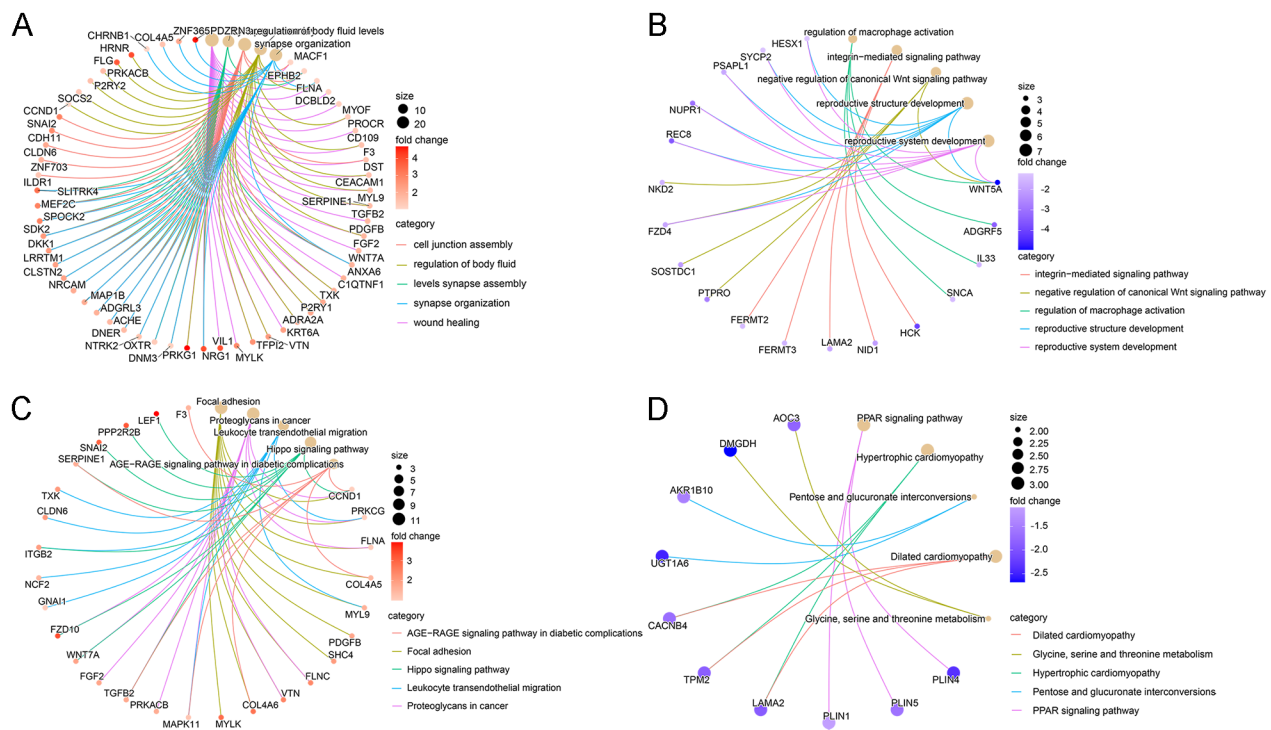 A
ZNF365
PDZRN3
regulation of body fluid levels
CHRNB1
COL4A5
synapse organization
HRNR
MACF1
FLG
EPHB2
PRKACB
FLNA
P2RY2
DCBLD2
SOCS2
MYOF
CCND1
PROCR
SNAI2
CD109
CDH11
F3
CLDN6
DST
ZNF703
CEACAM1
ILDR1
SLITRK4
MYL9
SERPINE1
MEF2C
TGFB2
SPOCK2
PDGFB
SDK2
FGF2
DKK1
WNT7A
LRRTM1
ANXA6
CLSTN2
C1QTNF1
NRCAM
TXK
MAP1B
P2RY1
ADGRL3
ADRA2A
ACHE
KRT6A
DNER
VTN
NTRK2
OXTR
VIL1
TFPI2
DNM3
PRKG1
NRG1
MYLK
size
10
20
fold change
4
3
2
category
cell junction assembly
regulation of body fluid
levels synapse assembly
synapse organization
wound healing
B
regulation of macrophage activation
HESX1
integrin−mediated signaling pathway
SYCP2
PSAPL1
negative regulation of canonical Wnt signaling pathway
NUPR1
reproductive structure development
REC8
reproductive system development
NKD2
WNT5A
FZD4
ADGRF5
SOSTDC1
IL33
PTPRO
SNCA
FERMT2
HCK
FERMT3
LAMA2
NID1
size
3
4
5
6
7
fold change
-2
-3
-4
category
integrin−mediated signaling pathway
negative regulation of canonical Wnt signaling pathway
regulation of macrophage activation
reproductive structure development
reproductive system development
C
Focal adhesion
F3
LEF1
Proteoglycans in cancer
PPP2R2B
Leukocyte transendothelial migration
SNAI2
Hippo signaling pathway
SERPINE1
AGE−RAGE signaling pathway in diabetic complications
TXK
CCND1
CLDN6
PRKCG
ITGB2
FLNA
NCF2
COL4A5
GNAI1
MYL9
FZD10
PDGFB
WNT7A
SHC4
FGF2
FLNC
TGFB2
VTN
PRKACB
COL4A6
MAPK11
MYLK
size
3
5
7
9
11
fold change
3
2
category
AGE−RAGE signaling pathway in diabetic complications
Focal adhesion
Hippo signaling pathway
Leukocyte transendothelial migration
Proteoglycans in cancer
D
AOC3
PPAR signaling pathway
DMGDH
Hypertrophic cardiomyopathy
AKR1B10
Pentose and glucuronate interconversions
UGT1A6
Dilated cardiomyopathy
CACNB4
Glycine, serine and threonine metabolism
TPM2
PLIN4
LAMA2
PLIN5
PLIN1
size
2.00
2.25
2.50
2.75
3.00
fold change
-1.5
-2.0
-2.5
category
Dilated cardiomyopathy
Glycine, serine and threonine metabolism
Hypertrophic cardiomyopathy
Pentose and glucuronate interconversions
PPAR signaling pathway